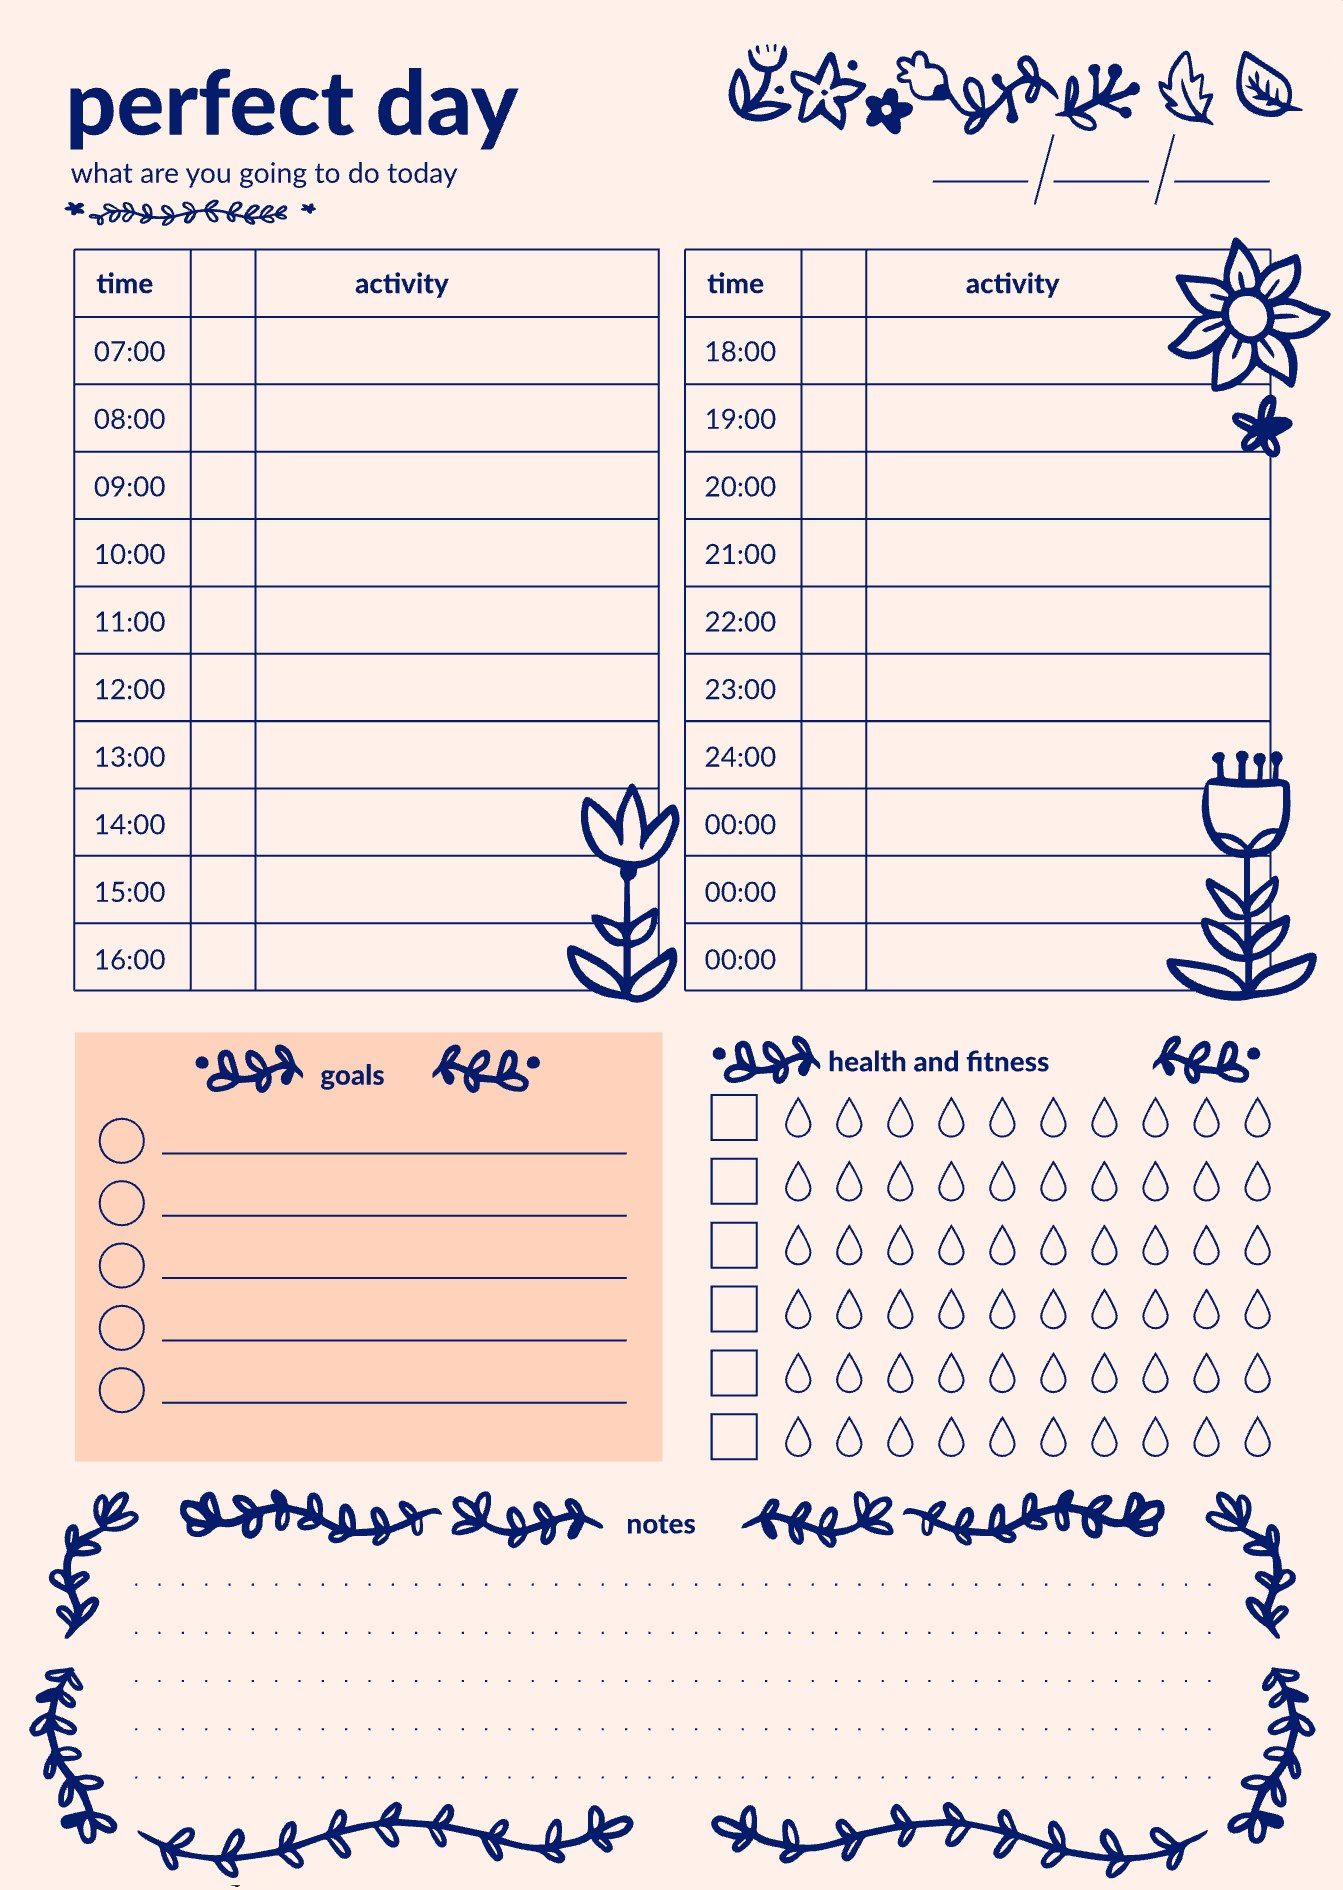 perfect day
what are you going to do today
time activity
07:00
08:00
09:00
10:00
11:00
12:00
13:00
14:00
15:00
16:00
time activity
18:00
19:00
20:00
21:00
22:00
23:00
24:00
00:00
00:00
00:00
goals
health and fitness
notes